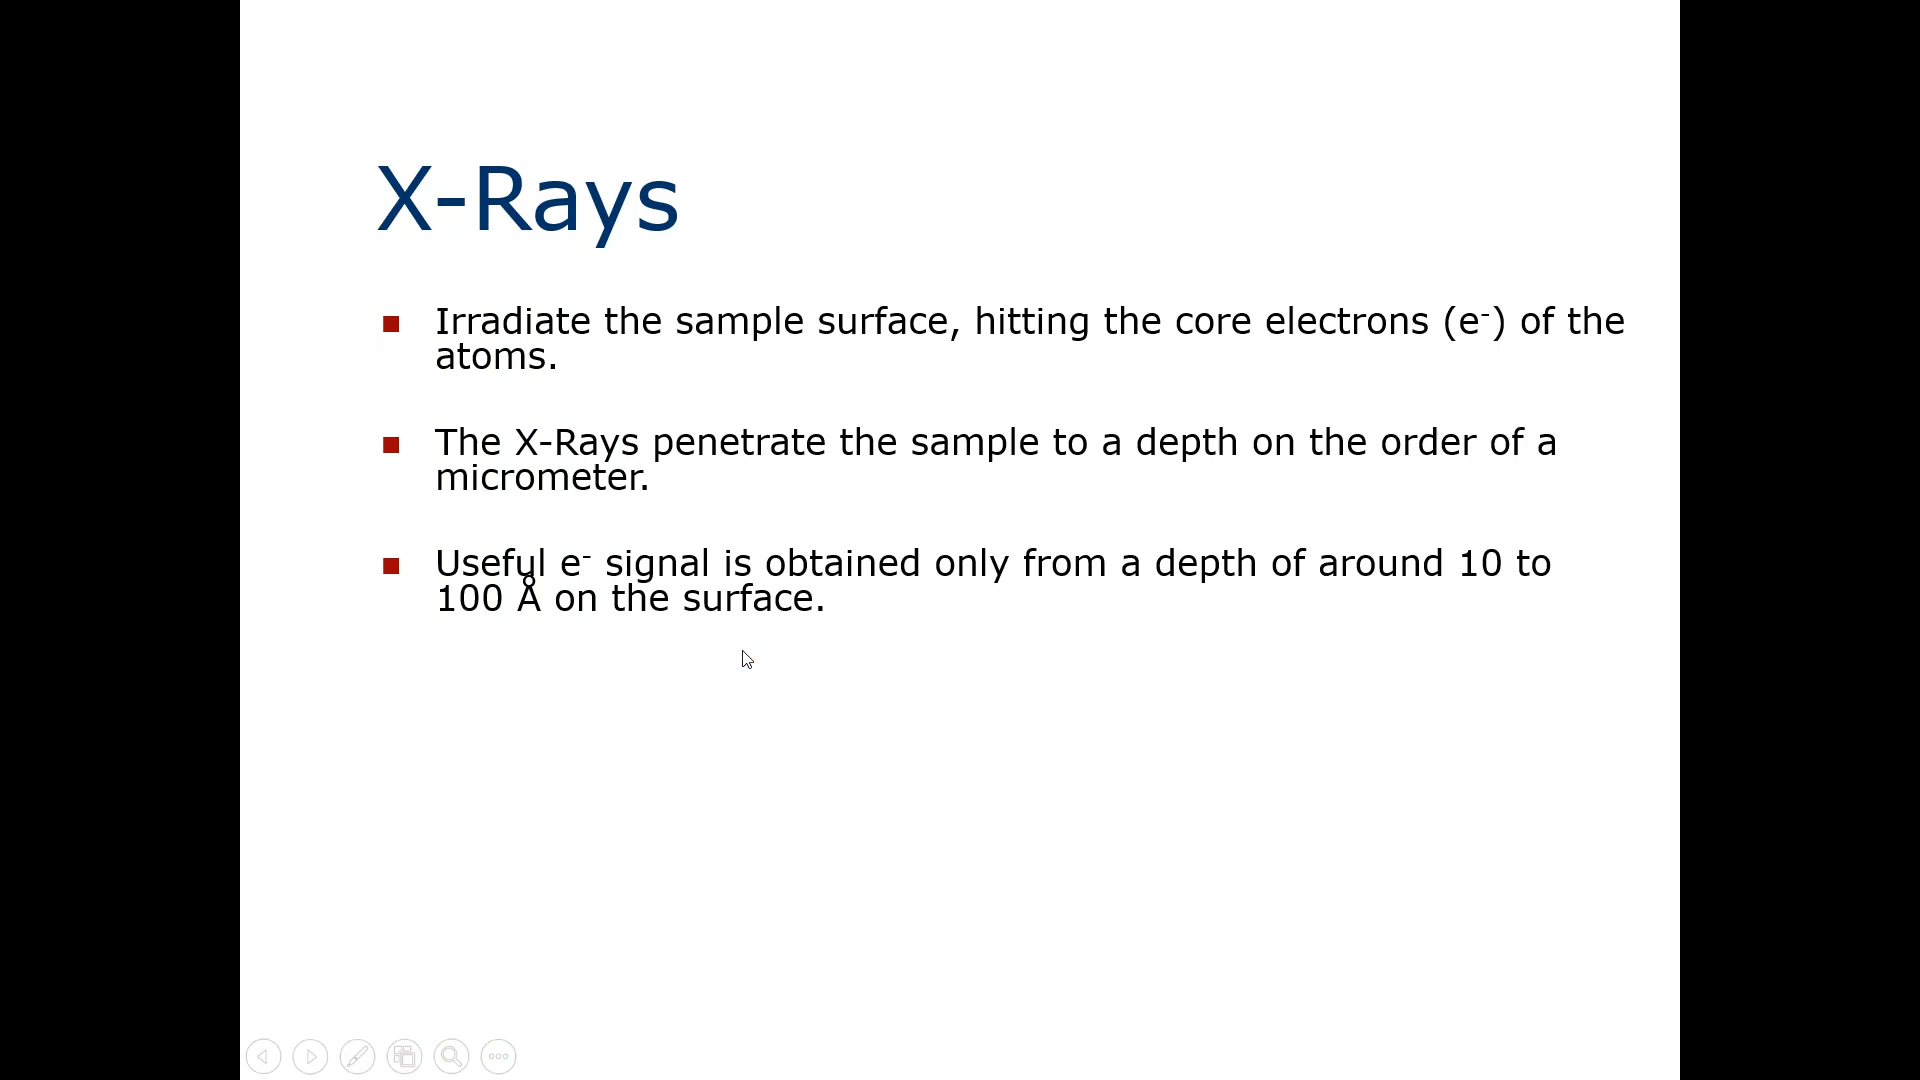 X-Rays
Irradiate the sample surface, hitting the core electrons (e-) of the
atoms.
The X-Rays penetrate the sample to a depth on the order of a
micrometer.
Useful e- signal is obtained only from a depth of around 10 to
100 Å on the surface.